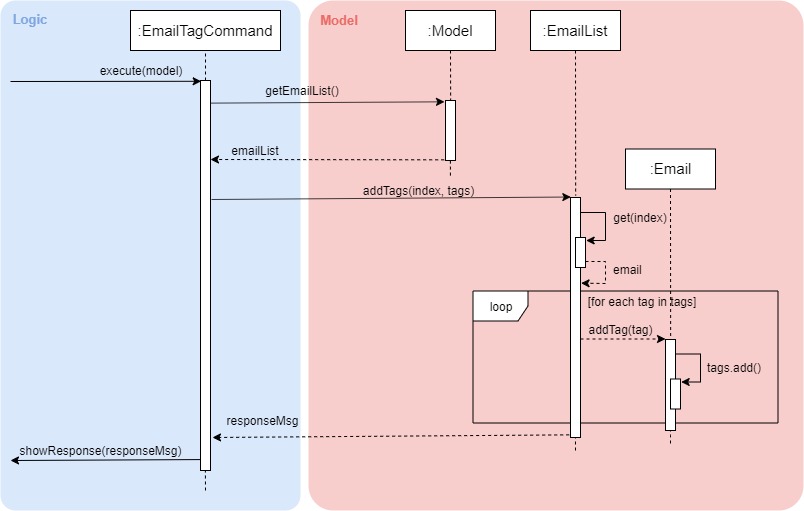 Logic
Model
:EmailTagCommand
:Model
:EmailList
execute(model)
getEmailList()
emailList
:Email
addTags(index, tags)
get(index)
email
loop
[for each tag in tags]
addTag(tag)
tags.add()
responseMsg
showResponse(responseMsg)